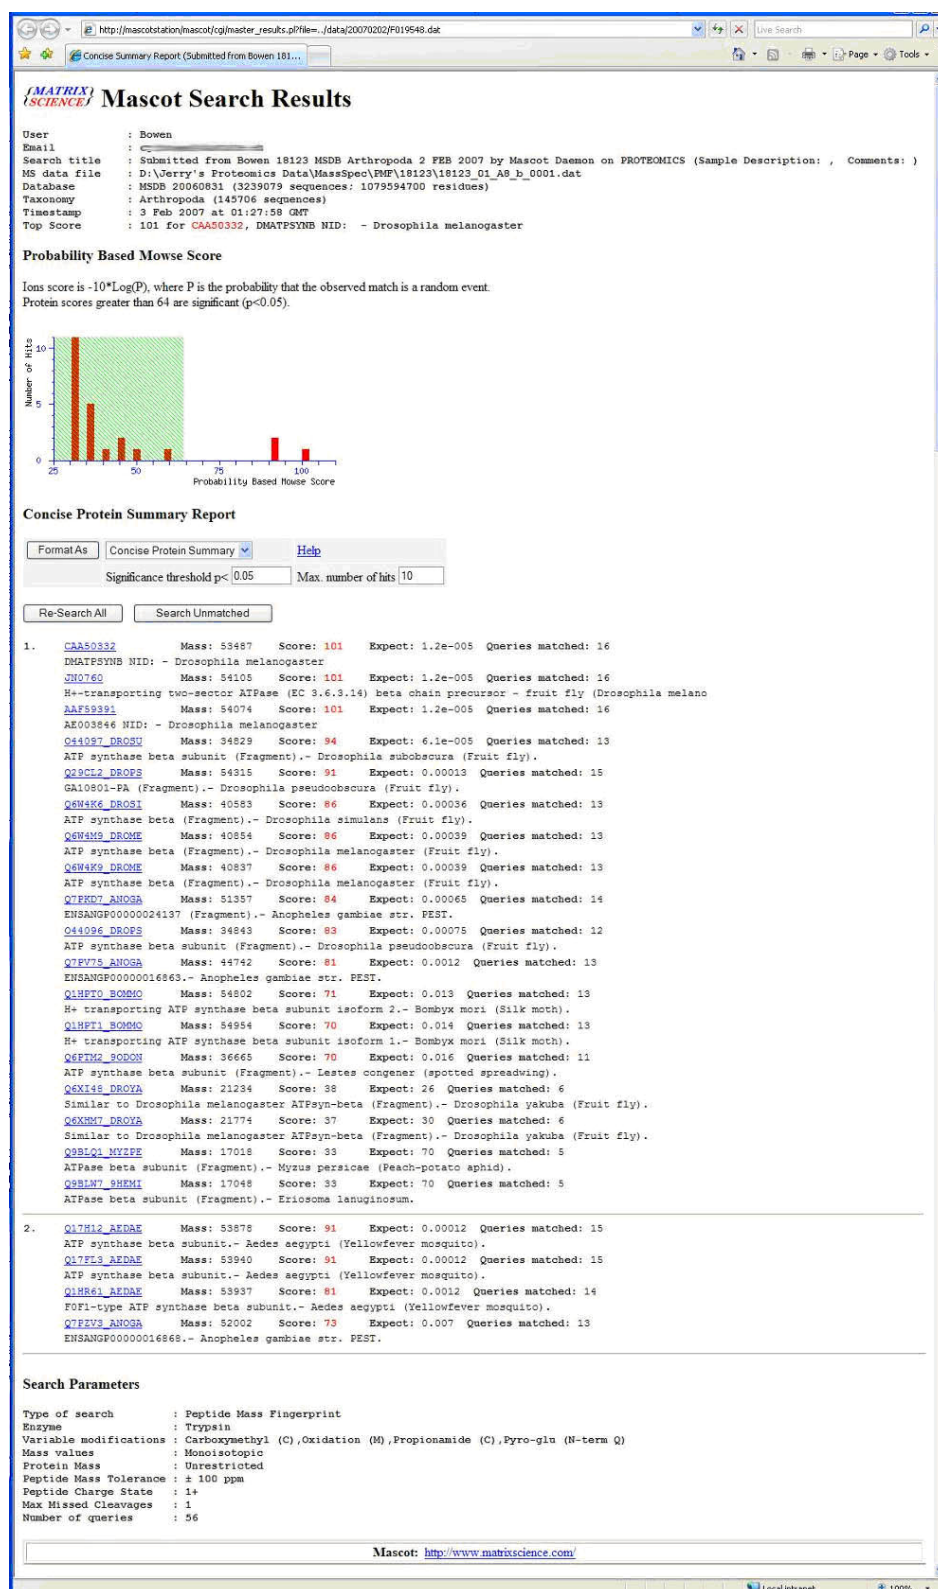 http://mascotstation/mascot/cgi/master_results.pl?file=../data/20070202/F019548.dat
Live Search
Concise Summary Report (Submitted from Bowen 181...
Page Tools
{MATRIX SCIENCE} Mascot Search Results
User : Bowen
Email :
Search title : Submitted from Bowen 18123 MSDB Arthropoda 2 FEB 2007 by Mascot Daemon on PROTEOMICS (Sample Description: , Comments: )
MS data file : D:\Jerry's Proteomics Data\MassSpec\PMF\18123\18123_01_A8_b_0001.dat
Database : MSDB 20060831 (3239079 sequences; 1079594700 residues)
Taxonomy : Arthropoda (145706 sequences)
Timestamp : 3 Feb 2007 at 01:27:58 GMT
Top Score : 101 for CAA50332, DMATPSYNB NID: - Drosophila melanogaster
Probability Based Mowse Score
Ions score is -10*Log(P), where P is the probability that the observed match is a random event.
Protein scores greater than 64 are significant (p<0.05).
Number of Hits
10
5
0
25 50 75 100
Probability Based Mowse Score
Concise Protein Summary Report
Format As Concise Protein Summary Help
Significance threshold p< 0.05 Max. number of hits 10
Re-Search All Search Unmatched
1. CAA50332 Mass: 53487 Score: 101 Expect: 1.2e-005 Queries matched: 16
DMATPSYNB NID: - Drosophila melanogaster
JN0760 Mass: 54105 Score: 101 Expect: 1.2e-005 Queries matched: 16
H+-transporting two-sector ATPase (EC 3.6.3.14) beta chain precursor - fruit fly (Drosophila melano
AAF59391 Mass: 54074 Score: 101 Expect: 1.2e-005 Queries matched: 16
AE003846 NID: - Drosophila melanogaster
O44097_DROSU Mass: 34829 Score: 94 Expect: 6.1e-005 Queries matched: 13
ATP synthase beta subunit (Fragment).- Drosophila subobscura (Fruit fly).
Q29CL2_DROPS Mass: 54315 Score: 91 Expect: 0.00013 Queries matched: 15
GA10801-PA (Fragment).- Drosophila pseudoobscura (Fruit fly).
Q6W4K6_DROSI Mass: 40583 Score: 86 Expect: 0.00036 Queries matched: 13
ATP synthase beta (Fragment).- Drosophila simulans (Fruit fly).
Q6W4M9_DROME Mass: 40854 Score: 86 Expect: 0.00039 Queries matched: 13
ATP synthase beta (Fragment).- Drosophila melanogaster (Fruit fly).
Q6W4K9_DROME Mass: 40837 Score: 86 Expect: 0.00039 Queries matched: 13
ATP synthase beta (Fragment).- Drosophila melanogaster (Fruit fly).
Q7PKD7_ANOGA Mass: 51357 Score: 84 Expect: 0.00065 Queries matched: 14
ENSANGP00000024137 (Fragment).- Anopheles gambiae str. PEST.
O44096_DROPS Mass: 34843 Score: 83 Expect: 0.00075 Queries matched: 12
ATP synthase beta subunit (Fragment).- Drosophila pseudoobscura (Fruit fly).
Q7PV75_ANOGA Mass: 44742 Score: 81 Expect: 0.0012 Queries matched: 13
ENSANGP00000016863.- Anopheles gambiae str. PEST.
Q1HPT0_BOMMO Mass: 54802 Score: 71 Expect: 0.013 Queries matched: 13
H+ transporting ATP synthase beta subunit isoform 2.- Bombyx mori (Silk moth).
Q1HPT1_BOMMO Mass: 54954 Score: 70 Expect: 0.014 Queries matched: 13
H+ transporting ATP synthase beta subunit isoform 1.- Bombyx mori (Silk moth).
Q6PTM2_9ODON Mass: 36665 Score: 70 Expect: 0.016 Queries matched: 11
ATP synthase beta subunit (Fragment).- Lestes congener (spotted spreadwing).
Q6XI48_DROYA Mass: 21234 Score: 38 Expect: 26 Queries matched: 6
Similar to Drosophila melanogaster ATPsyn-beta (Fragment).- Drosophila yakuba (Fruit fly).
Q6XHM7_DROYA Mass: 21774 Score: 37 Expect: 30 Queries matched: 6
Similar to Drosophila melanogaster ATPsyn-beta (Fragment).- Drosophila yakuba (Fruit fly).
Q9BLQ1_MYZPE Mass: 17018 Score: 33 Expect: 70 Queries matched: 5
ATPase beta subunit (Fragment).- Myzus persicae (Peach-potato aphid).
Q9BLW7_9HEMI Mass: 17048 Score: 33 Expect: 70 Queries matched: 5
ATPase beta subunit (Fragment).- Eriosoma lanuginosum.
2. Q17H12_AEDAE Mass: 53878 Score: 91 Expect: 0.00012 Queries matched: 15
ATP synthase beta subunit.- Aedes aegypti (Yellowfever mosquito).
Q17FL3_AEDAE Mass: 53940 Score: 91 Expect: 0.00012 Queries matched: 15
ATP synthase beta subunit.- Aedes aegypti (Yellowfever mosquito).
Q1HR61_AEDAE Mass: 53937 Score: 81 Expect: 0.0012 Queries matched: 14
F0F1-type ATP synthase beta subunit.- Aedes aegypti (Yellowfever mosquito).
Q7PZV3_ANOGA Mass: 52002 Score: 73 Expect: 0.007 Queries matched: 13
ENSANGP00000016868.- Anopheles gambiae str. PEST.
Search Parameters
Type of search : Peptide Mass Fingerprint
Enzyme : Trypsin
Variable modifications : Carboxymethyl (C),Oxidation (M),Propionamide (C),Pyro-glu (N-term Q)
Mass values : Monoisotopic
Protein Mass : Unrestricted
Peptide Mass Tolerance : ± 100 ppm
Peptide Charge State : 1+
Max Missed Cleavages : 1
Number of queries : 56
Mascot: http://www.matrixscience.com/
Local intranet 100%